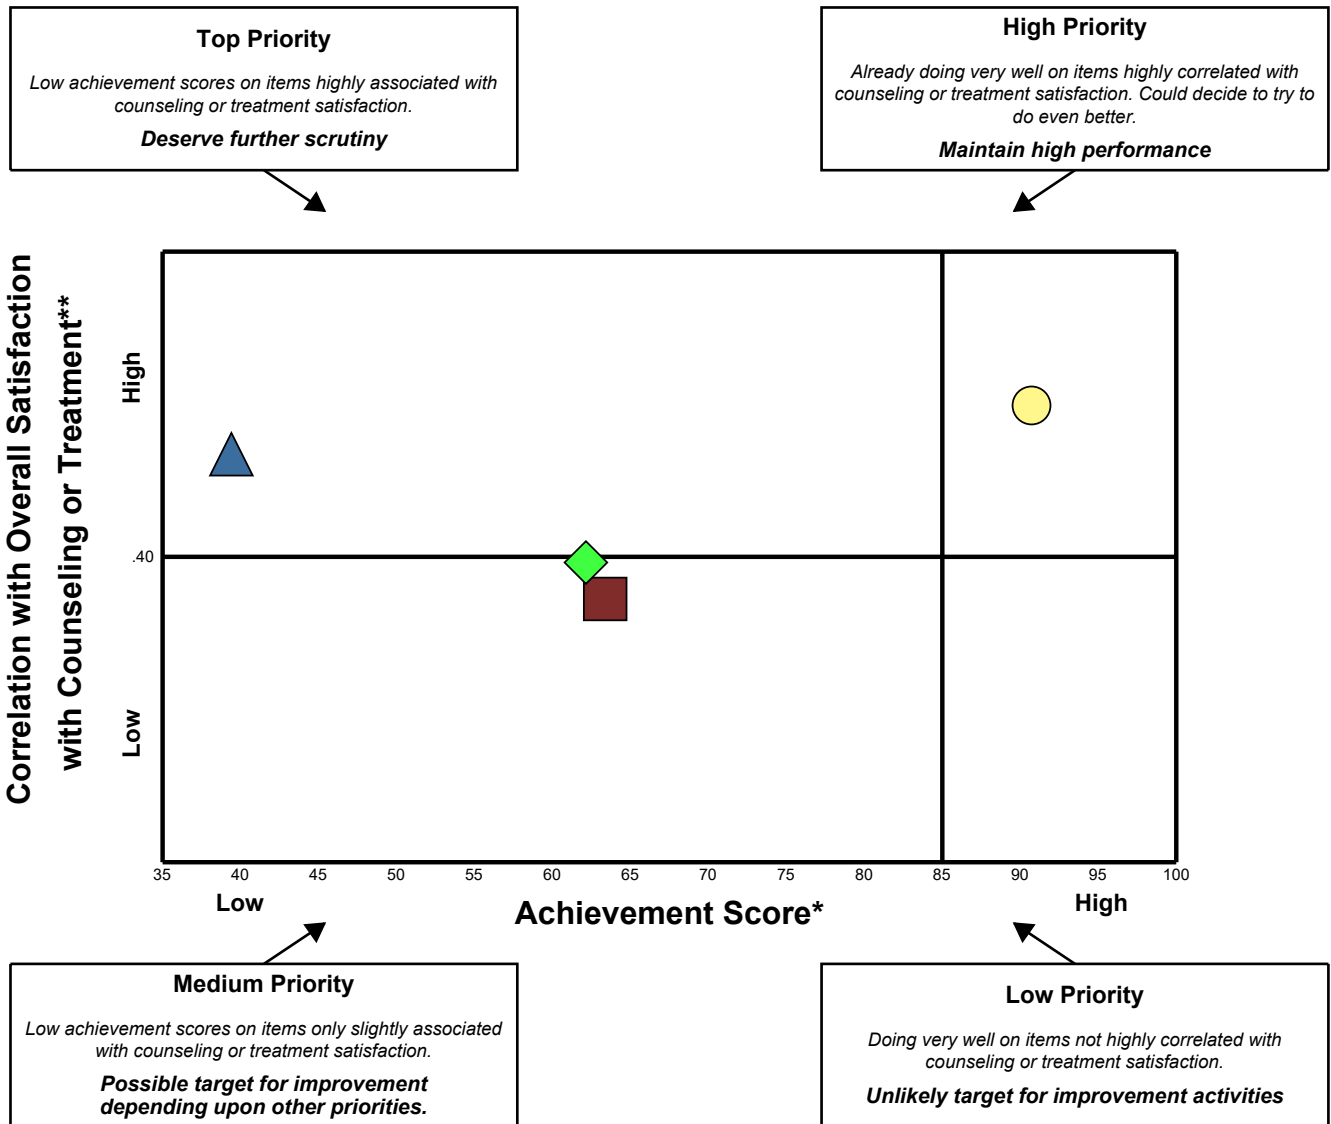 Top Priority
Low achievement scores on items highly associated with
counseling or treatment satisfaction.
Deserve further scrutiny
High Priority
Already doing very well on items highly correlated with
counseling or treatment satisfaction. Could decide to try to
do even better.
Maintain high performance
Correlation with Overall Satisfaction
with Counseling or Treatment**
High
.40
Low
35 40 45 50 55 60 65 70 75 80 85 90 95 100
Low Achievement Score* High
Medium Priority
Low achievement scores on items only slightly associated
with counseling or treatment satisfaction.
Possible target for improvement
depending upon other priorities.
Low Priority
Doing very well on items not highly correlated with
counseling or treatment satisfaction.
Unlikely target for improvement activities